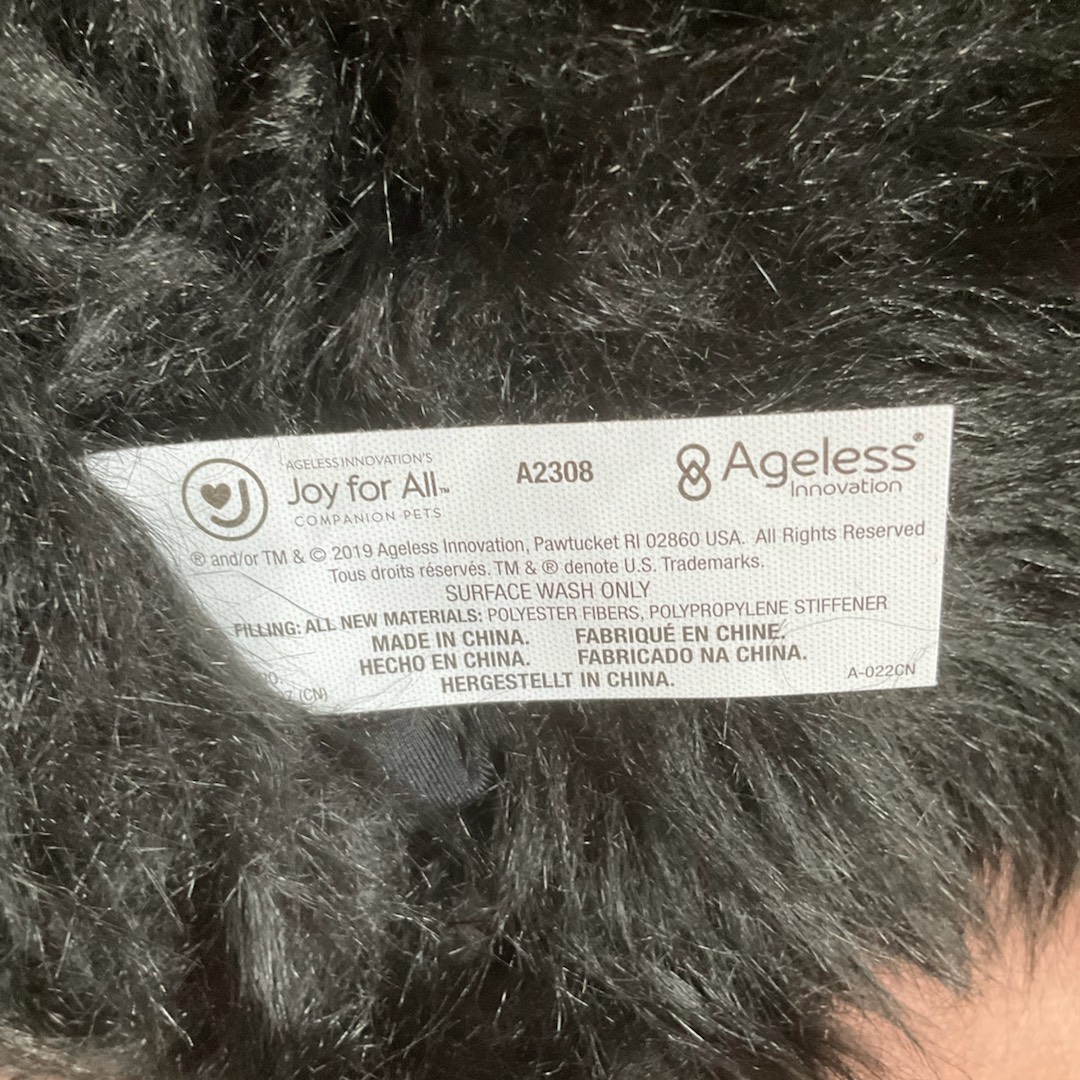 AGELESS INNOVATION'S
Joy for All™
COMPANION PETS
A2308
Ageless®
Innovation
® and/or TM & © 2019 Ageless Innovation, Pawtucket RI 02860 USA. All Rights Reserved
Tous droits réservés. TM & ® denote U.S. Trademarks.
SURFACE WASH ONLY
FILLING: ALL NEW MATERIALS: POLYESTER FIBERS, POLYPROPYLENE STIFFENER
MADE IN CHINA. FABRIQUÉ EN CHINE.
HECHO EN CHINA. FABRICADO NA CHINA.
HERGESTELLT IN CHINA.
(CN)
A-022CN